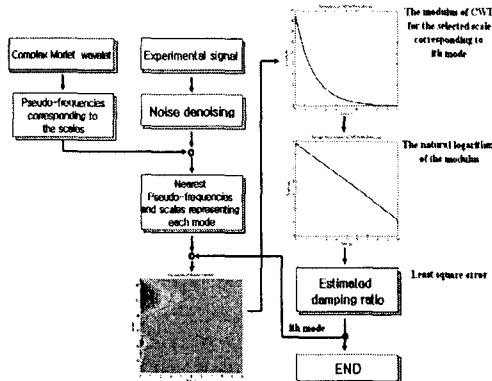 Complex Morlet wavelet
Experimental signal
Pseudo-frequencies
corresponding to
the scales
Noise denoising
Nearest
Pseudo-frequencies
and scales representing
each mode
The modulus of CWT
for the selected scale
corresponding to
ith mode
The natural logarithm
of the modulus
Estimated
damping ratio
Least square error
ith mode
END